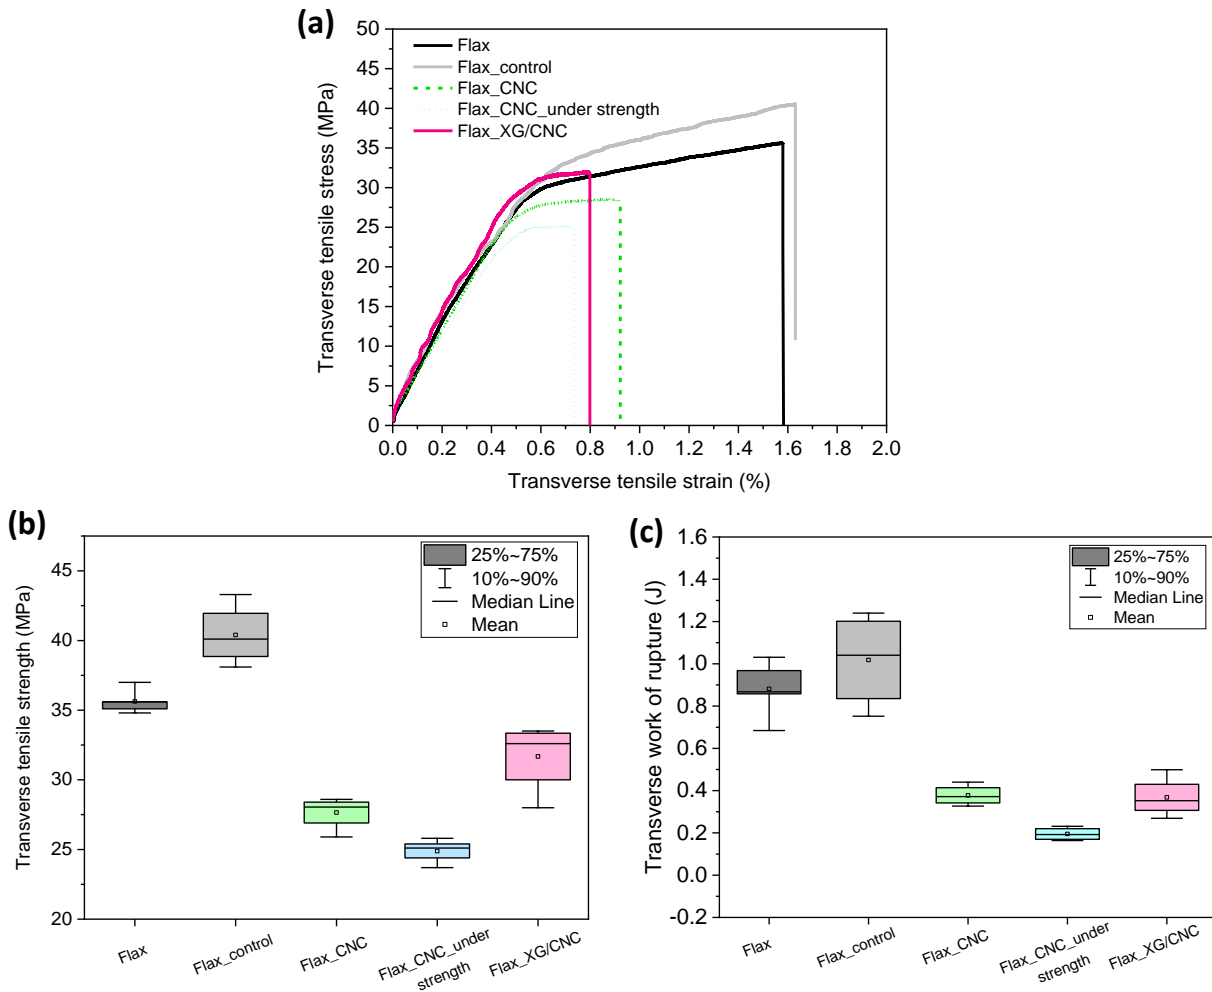 (a)
50
45
40
35
30
25
20
15
10
5
0
Transverse tensile stress (MPa)
Flax
Flax_control
Flax_CNC
Flax_CNC_under strength
Flax_XG/CNC
0.0 0.2 0.4 0.6 0.8 1.0 1.2 1.4 1.6 1.8 2.0
Transverse tensile strain (%)
(b)
45
40
35
30
25
20
Transverse tensile strength (MPa)
25%~75%
10%~90%
Median Line
Mean
Flax
Flax_control
Flax_CNC
Flax_CNC_under
strength
Flax_XG/CNC
(c)
1.6
1.4
1.2
1.0
0.8
0.6
0.4
0.2
0.0
-0.2
Transverse work of rupture (J)
25%~75%
10%~90%
Median Line
Mean
Flax
Flax_control
Flax_CNC
Flax_CNC_under
strength
Flax_XG/CNC